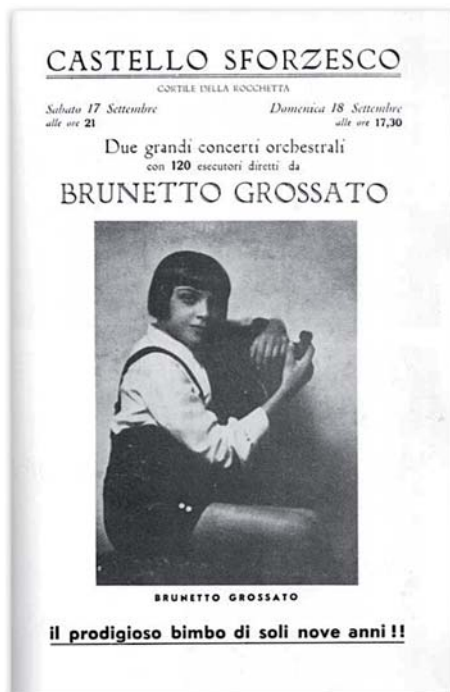 CASTELLO SFORZESCO
CORTILE DELLA ROCCHETTA
Sabato 17 Settembre
alle ore 21
Domenica 18 Settembre
alle ore 17,30
Due grandi concerti orchestrali
con 120 esecutori diretti da
BRUNETTO GROSSATO
BRUNETTO GROSSATO
il prodigioso bimbo di soli nove anni!!